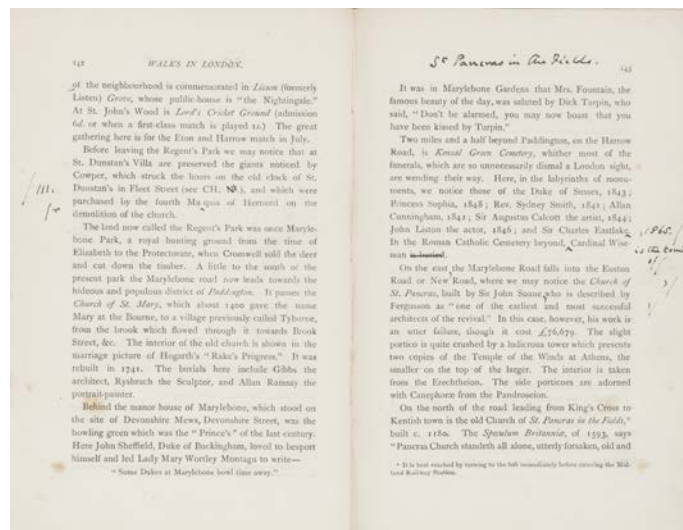 142 WALKS IN LONDON.
of the neighbourhood is commemorated in Lisson (formerly
Listen) Grove, whose public-house is "the Nightingale."
At St. John's Wood is Lord's Cricket Ground (admission
6d. or when a first-class match is played 1s.) The great
gathering here is for the Eton and Harrow match in July.
Before leaving the Regent's Park we may notice that at
St. Dunstan's Villa are preserved the giants noticed by
Cowper, which struck the hours on the old clock of St.
Dunstan's in Fleet Street (see CH. ), and which were
III.
purchased by the fourth Ma quis of Hertford on the
demolition of the church.
The land now called the Regent's Park was once Maryle-
bone Park, a royal hunting ground from the time of
Elizabeth to the Protectorate, when Cromwell sold the deer
and cut down the timber. A little to the south of the
present park the Marylebone road now leads towards the
hideous and populous district of Paddington. It passes the
Church of St. Mary, which about 1400 gave the name
Mary at the Bourne, to a village previously called Tyborne,
from the brook which flowed through it towards Brook
Street, &c. The interior of the old church is shown in the
marriage picture of Hogarth's "Rake's Progress." It was
rebuilt in 1741. The burials here include Gibbs the
architect, Rysbrach the Sculptor, and Allan Ramsay the
portrait-painter.
Behind the manor house of Marylebone, which stood on
the site of Devonshire Mews, Devonshire Street, was the
bowling green which was the "Prince's" of the last century.
Here John Sheffield, Duke of Buckingham, loved to besport
himself and led Lady Mary Wortley Montagu to write—
"Some Dukes at Marylebone bowl time away."
St Pancras in the Fields.
143
It was in Marylebone Gardens that Mrs. Fountain, the
famous beauty of the day, was saluted by Dick Turpin, who
said, "Don't be alarmed, you may now boast that you
have been kissed by Turpin."
Two miles and a half beyond Paddington, on the Harrow
Road, is Kensal Green Cemetery, whither most of the
funerals, which are so unnecessarily dismal a London sight,
are wending their way. Here, in the labyrinths of monu-
ments, we notice those of the Duke of Sussex, 1843;
Princess Sophia, 1848; Rev. Sydney Smith, 1841; Allan
Cunningham, 1842; Sir Augustus Calcott the artist, 1844;
John Liston the actor, 1846; and Sir Charles Eastlake,
1865.
In the Roman Catholic Cemetery beyond, Cardinal Wise-
is the tomb
of
man is buried.
On the east the Marylebone Road falls into the Euston
Road or New Road, where we may notice the Church of
St. Pancras, built by Sir John Soane who is described by
Fergusson as "one of the earliest and most successful
architects of the revival." In this case, however, his work is
an utter failure, though it cost £76,679. The slight
portico is quite crushed by a ludicrous tower which presents
two copies of the Temple of the Winds at Athens, the
smaller on the top of the larger. The interior is taken
from the Erechtheion. The side porticoes are adorned
with Canephoræ from the Pandroseion.
On the north of the road leading from King's Cross to
Kentish town is the old Church of St. Pancras in the Fields,*
built c. 1180. The Speculum Britanniæ, of 1593, says
"Pancras Church standeth all alone, utterly forsaken, old and
* It is best reached by turning to the left immediately before entering the Mid-
land Railway Station.